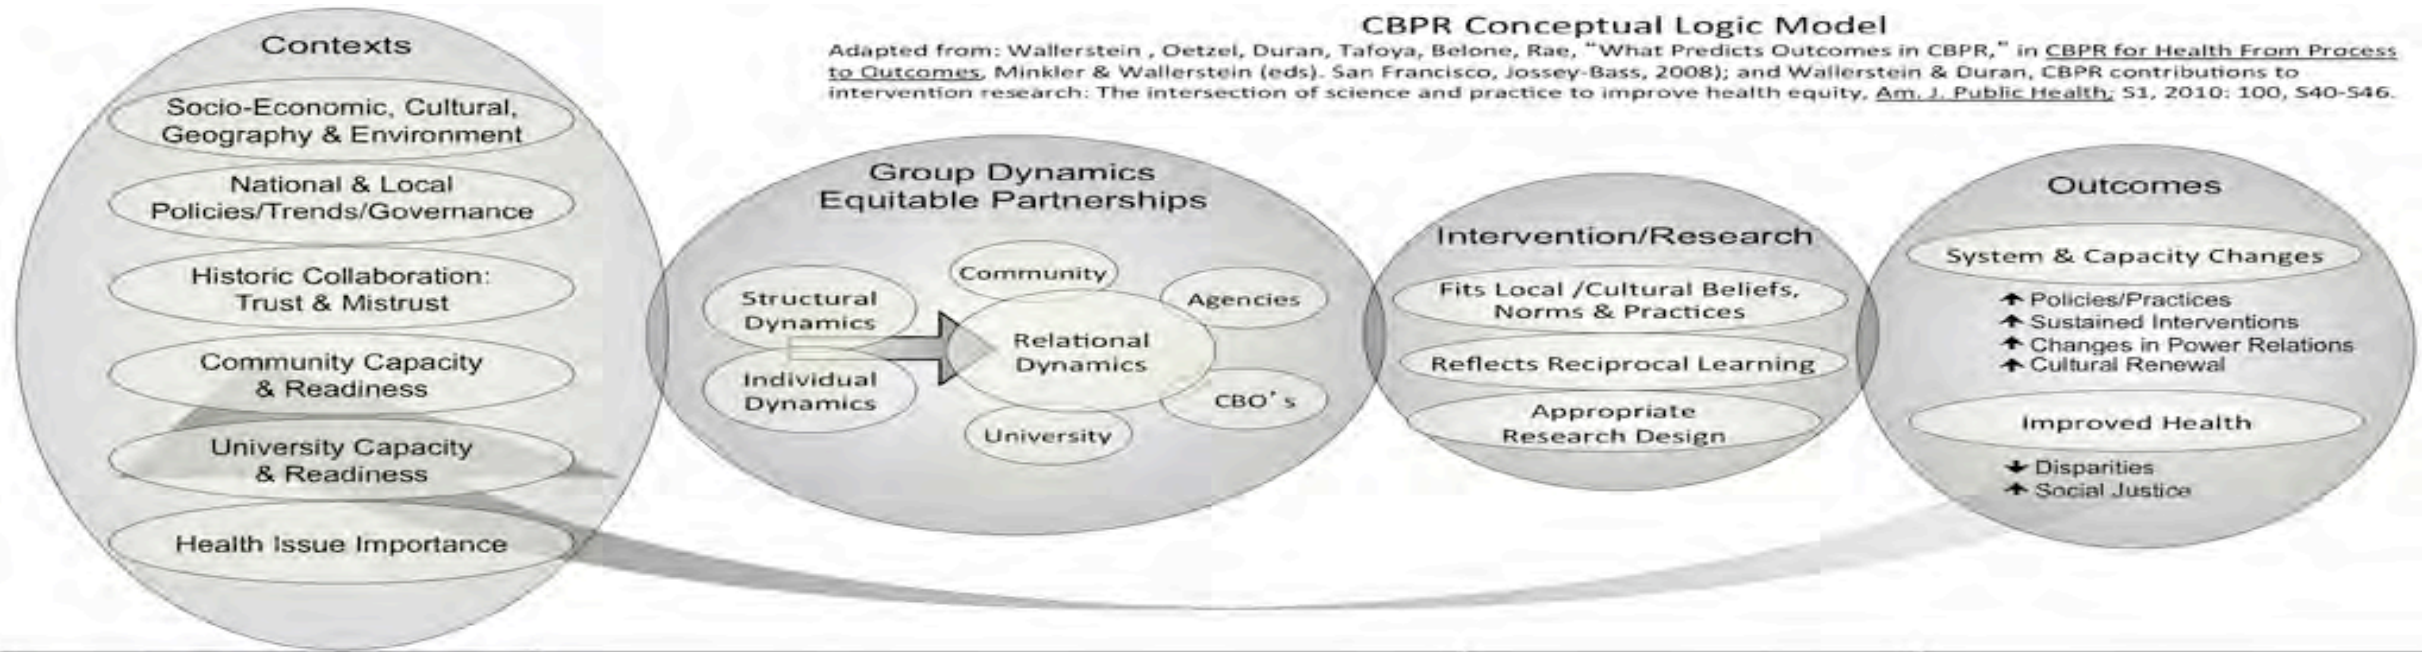 CBPR Conceptual Logic Model
Adapted from: Wallerstein , Oetzel, Duran, Tafoya, Belone, Rae, “What Predicts Outcomes in CBPR,” in CBPR for Health From Process
to Outcomes, Minkler & Wallerstein (eds). San Francisco, Jossey-Bass, 2008); and Wallerstein & Duran, CBPR contributions to
intervention research: The intersection of science and practice to improve health equity, Am. J. Public Health; S1, 2010: 100, S40-S46.
Contexts
Socio-Economic, Cultural,
Geography & Environment
National & Local
Policies/Trends/Governance
Historic Collaboration:
Trust & Mistrust
Community Capacity
& Readiness
University Capacity
& Readiness
Health Issue Importance
Group Dynamics
Equitable Partnerships
Structural
Dynamics
Individual
Dynamics
Community
Agencies
Relational
Dynamics
CBO’s
University
Intervention/Research
Fits Local /Cultural Beliefs,
Norms & Practices
Reflects Reciprocal Learning
Appropriate
Research Design
Outcomes
System & Capacity Changes
↑ Policies/Practices
↑ Sustained Interventions
↑ Changes in Power Relations
↑ Cultural Renewal
Improved Health
↓ Disparities
↑ Social Justice